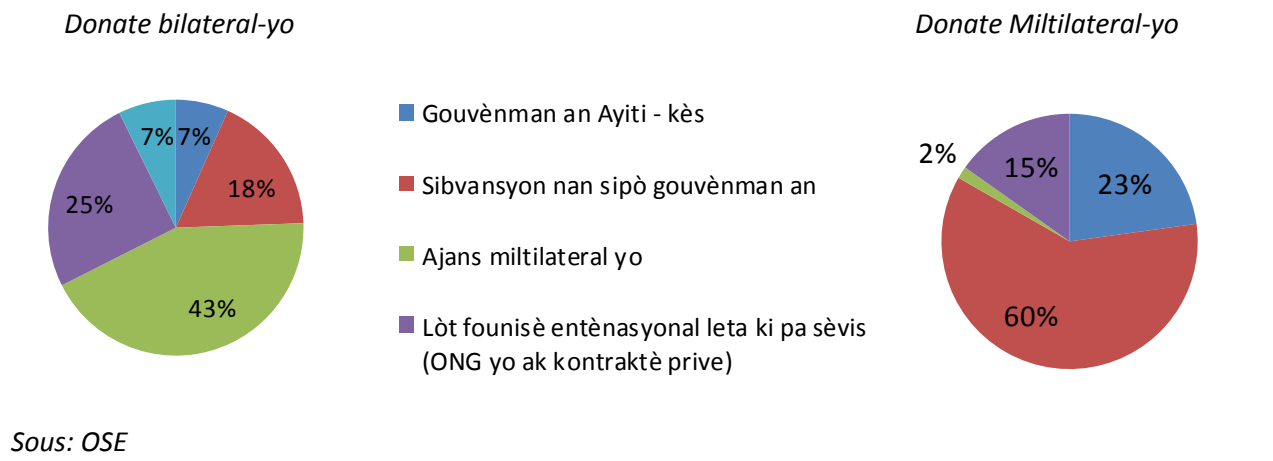 Donate bilateral-yo
7%
7%
18%
25%
43%
Gouvènman an Ayiti - kès
Sibvansyon nan sipò gouvènman an
Ajans miltilateral yo
Lòt founisè entènasyonal leta ki pa sèvis
(ONG yo ak kontraktè prive)
Donate Miltilateral-yo
2%
15%
23%
60%
Sous: OSE